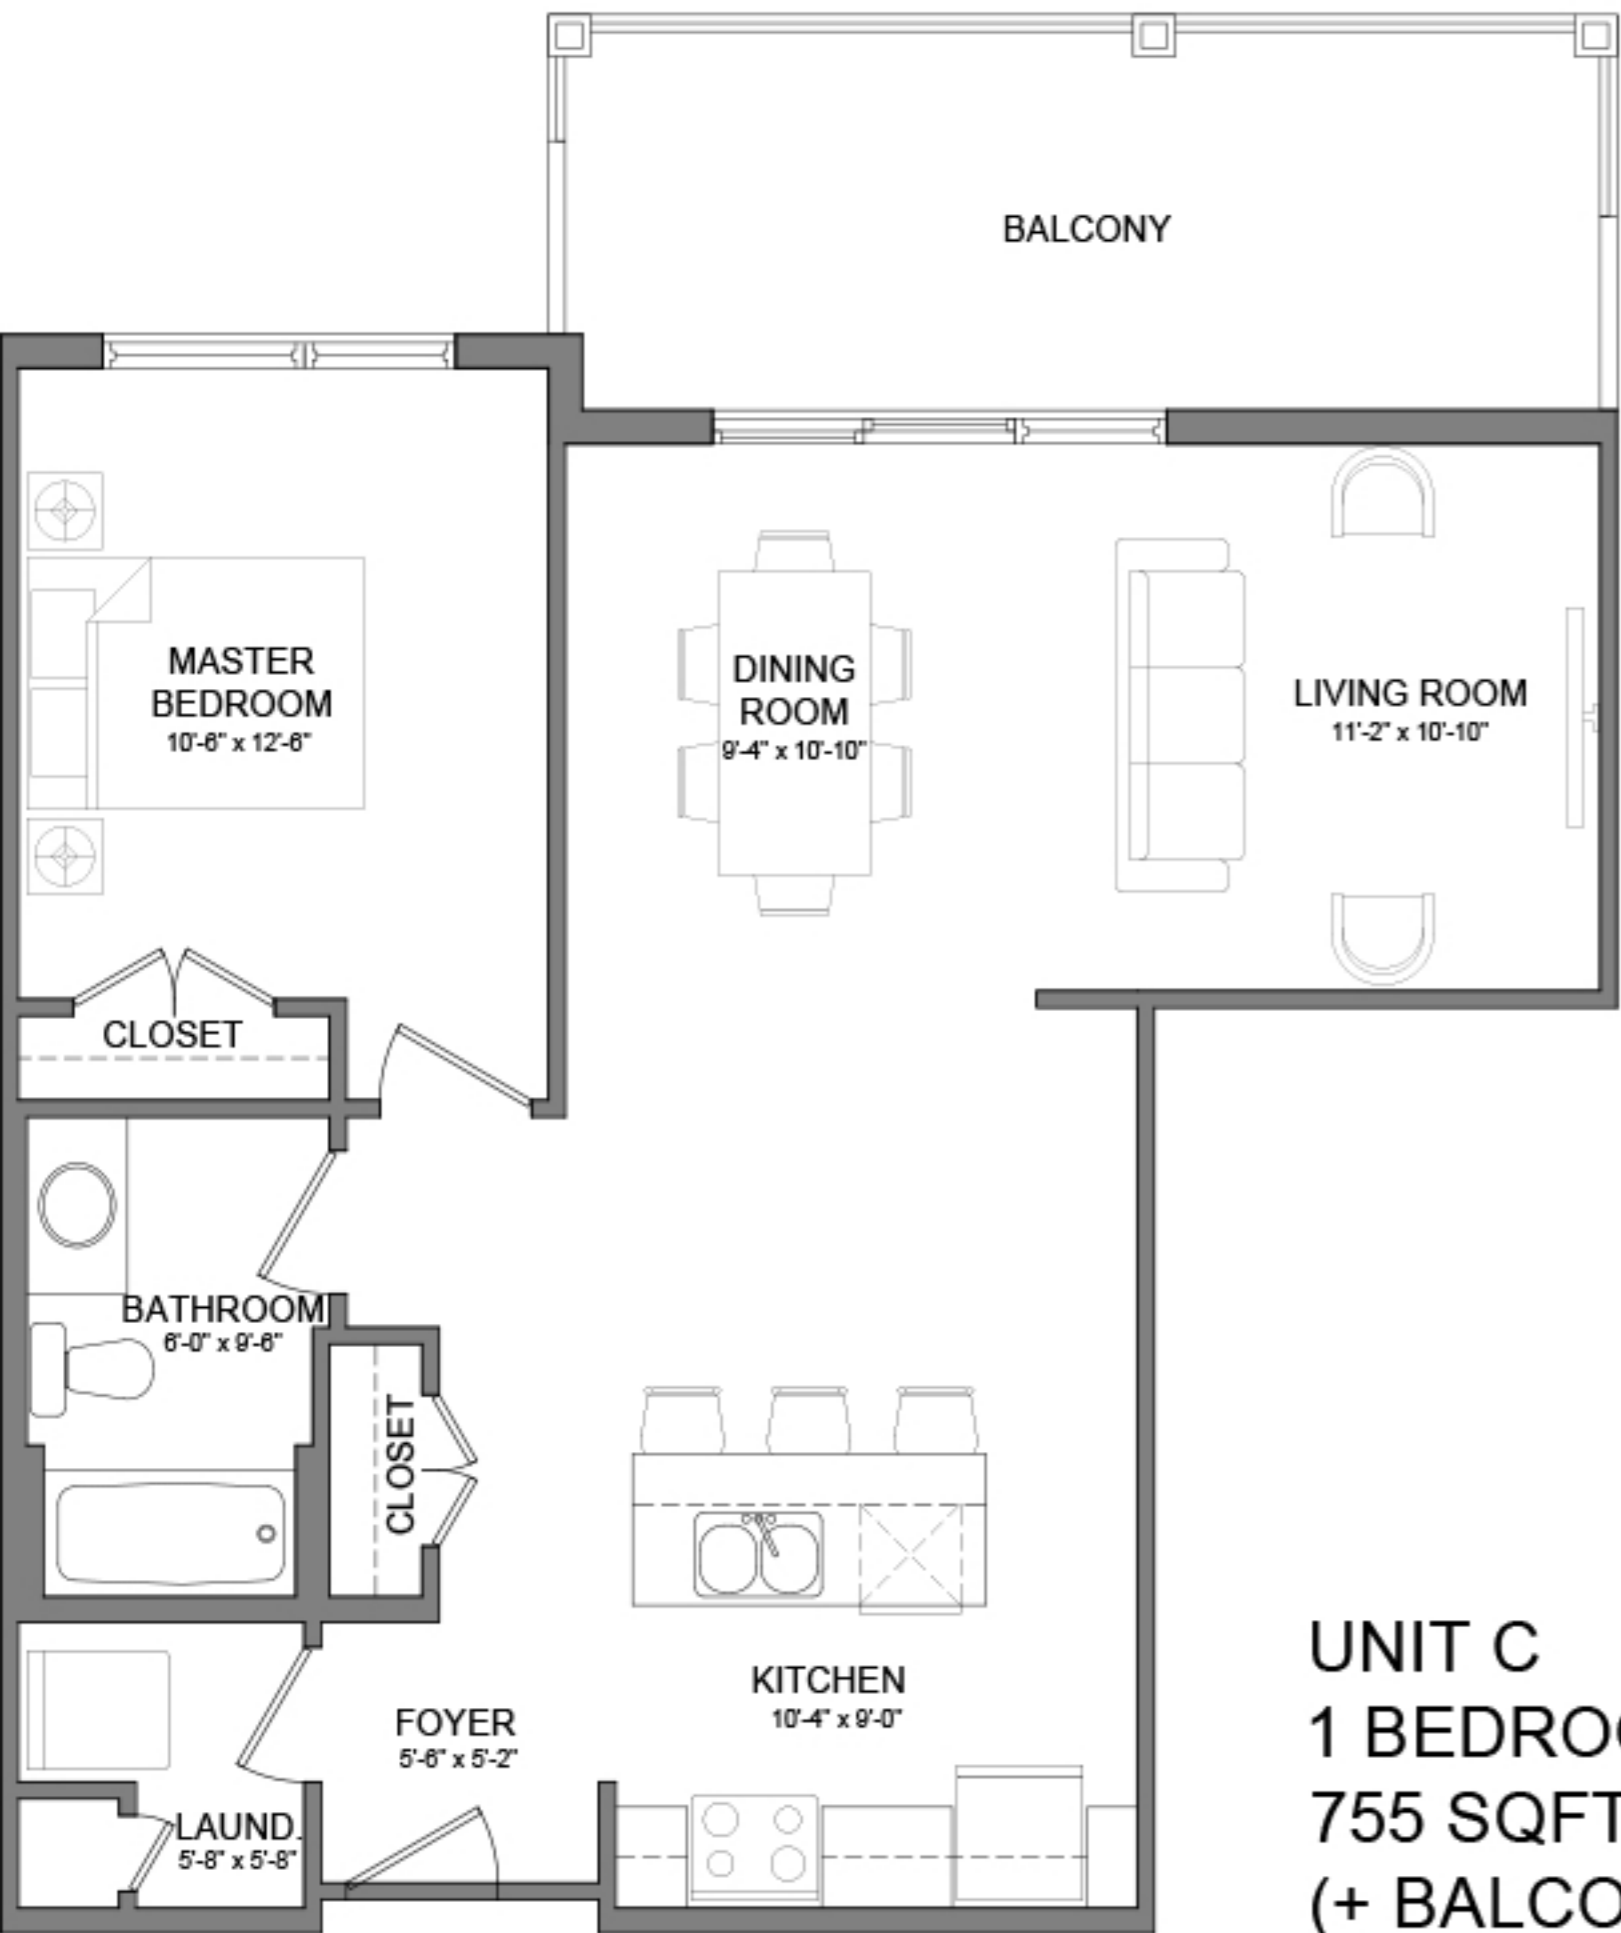 BALCONY
MASTER
BEDROOM
10'-6" x 12'-6"
DINING
ROOM
9'-4" x 10'-10"
LIVING ROOM
11'-2" x 10'-10"
CLOSET
BATHROOM
6'-0" x 9'-6"
CLOSET
KITCHEN
10'-4" x 9'-0"
FOYER
5'-6" x 5'-2"
LAUND.
5'-8" x 5'-8"
UNIT C
1 BEDROO
755 SQFT
(+ BALCO